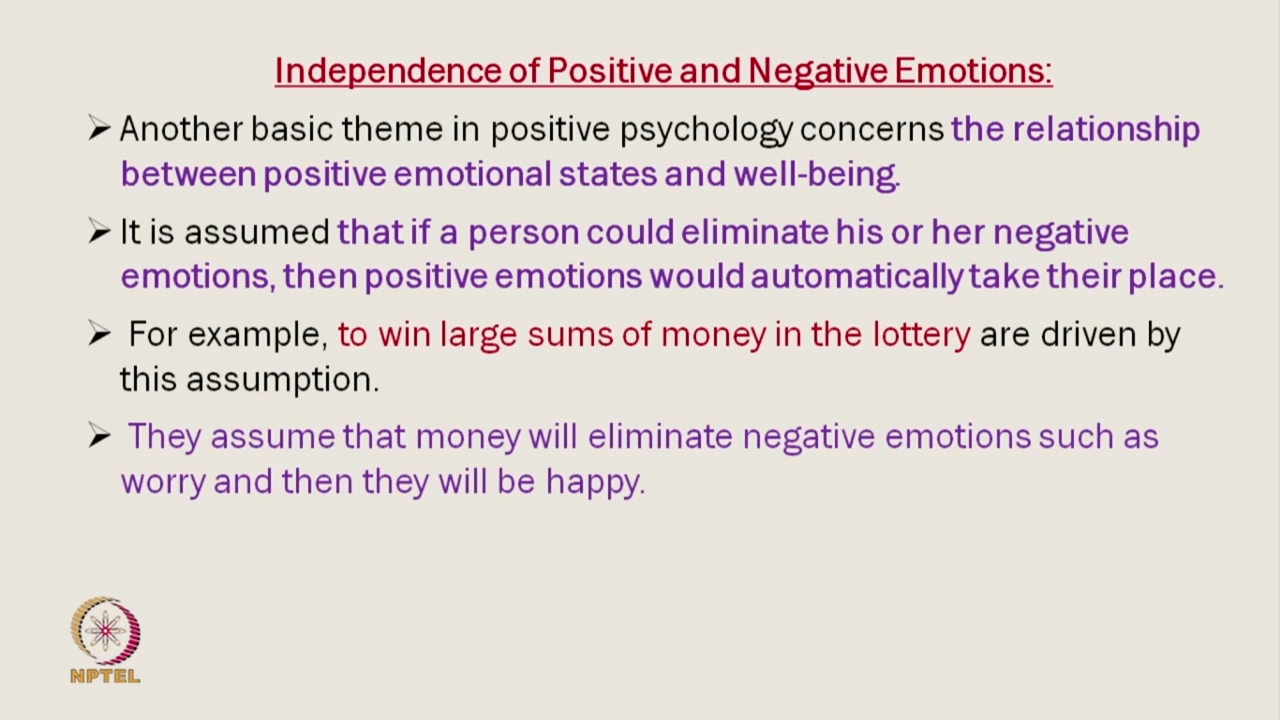 Independence of Positive and Negative Emotions:
➢ Another basic theme in positive psychology concerns the relationship
between positive emotional states and well-being.
➢ It is assumed that if a person could eliminate his or her negative
emotions, then positive emotions would automatically take their place.
➢ For example, to win large sums of money in the lottery are driven by
this assumption.
➢ They assume that money will eliminate negative emotions such as
worry and then they will be happy.
NPTEL